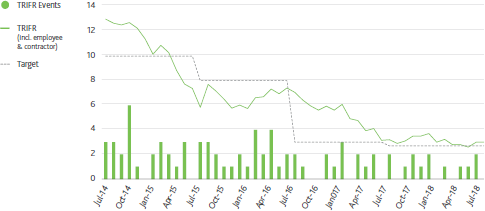 TRIFR Events
TRIFR
(incl. employee
& contractor)
Target
14
12
10
8
6
4
2
0
Jul-14
Oct-14
Jan-15
Apr-15
Jul-15
Oct-15
Jan-16
Apr-16
Jul-16
Oct-16
Jan017
Apr-17
Jul-17
Oct-17
Jan-18
Apr-18
Jul-18